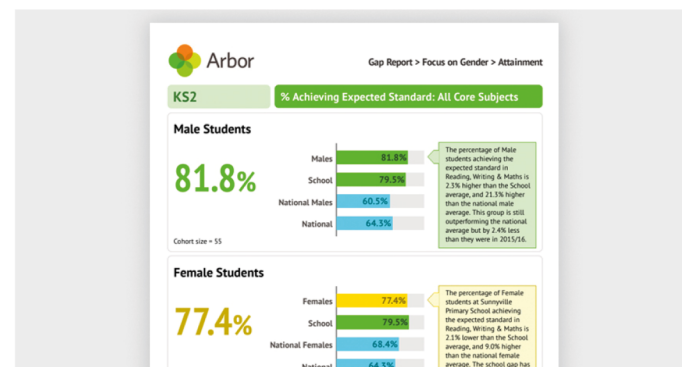 Arbor
Gap Report > Focus on Gender > Attainment
KS2
% Achieving Expected Standard: All Core Subjects
Male Students
81.8%
Males 81.8%
School 79.5%
National Males 60.5%
National 64.3%
Cohort size = 55
The percentage of Male
students achieving the
expected standard in
Reading, Writing & Maths is
2.3% higher than the School
average, and 21.3% higher
than the national male
average. This group is still
outperforming the national
average but by 2.4% less
than they were in 2015/16.
Female Students
77.4%
Females 77.4%
School 79.5%
National Females 68.4%
National 64.3%
The percentage of Female
students at Sunnyville
Primary School achieving
the expected standard in
Reading, Writing & Maths is
2.1% lower than the School
average, and 9.0% higher
than the national female
average. The school gap has